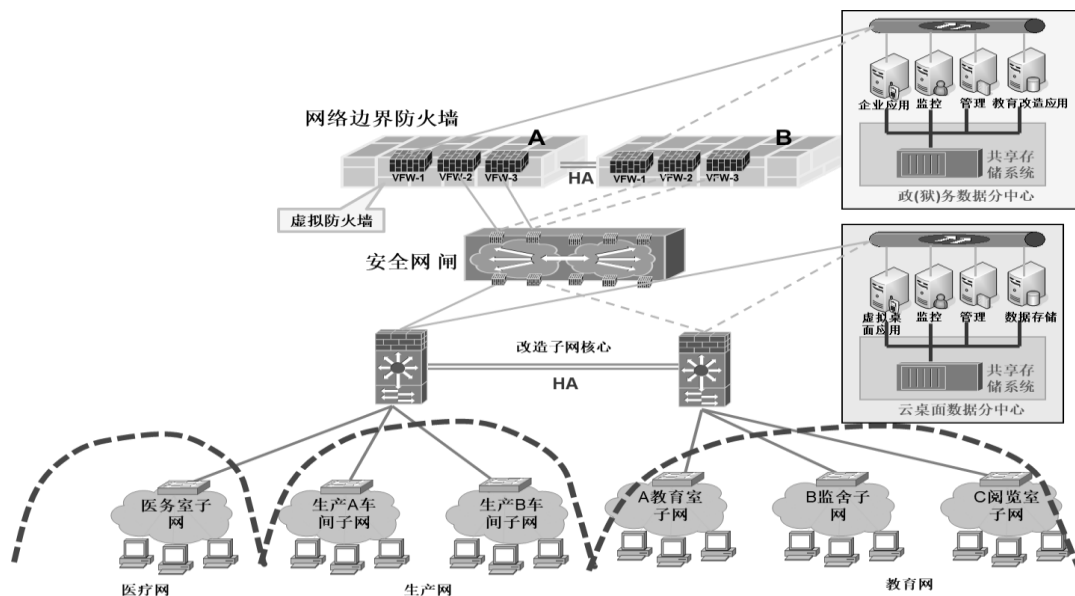 网络边界防火墙
A
B
VFW-1
VFW-2
VFW-3
HA
VFW-1
VFW-2
VFW-3
虚拟防火墙
企业应用
监控
管理
教育改造应用
共享存
储系统
政(狱)务数据分中心
安全网 闸
虚拟桌
面应用
监控
管理
数据存储
共享存
储系统
云桌面数据分中心
改造子网核心
HA
医务室子
网
生产A车
间子网
生产B车
间子网
A教育室
子网
B监舍子
网
C阅览室
子网
医疗网
生产网
教育网